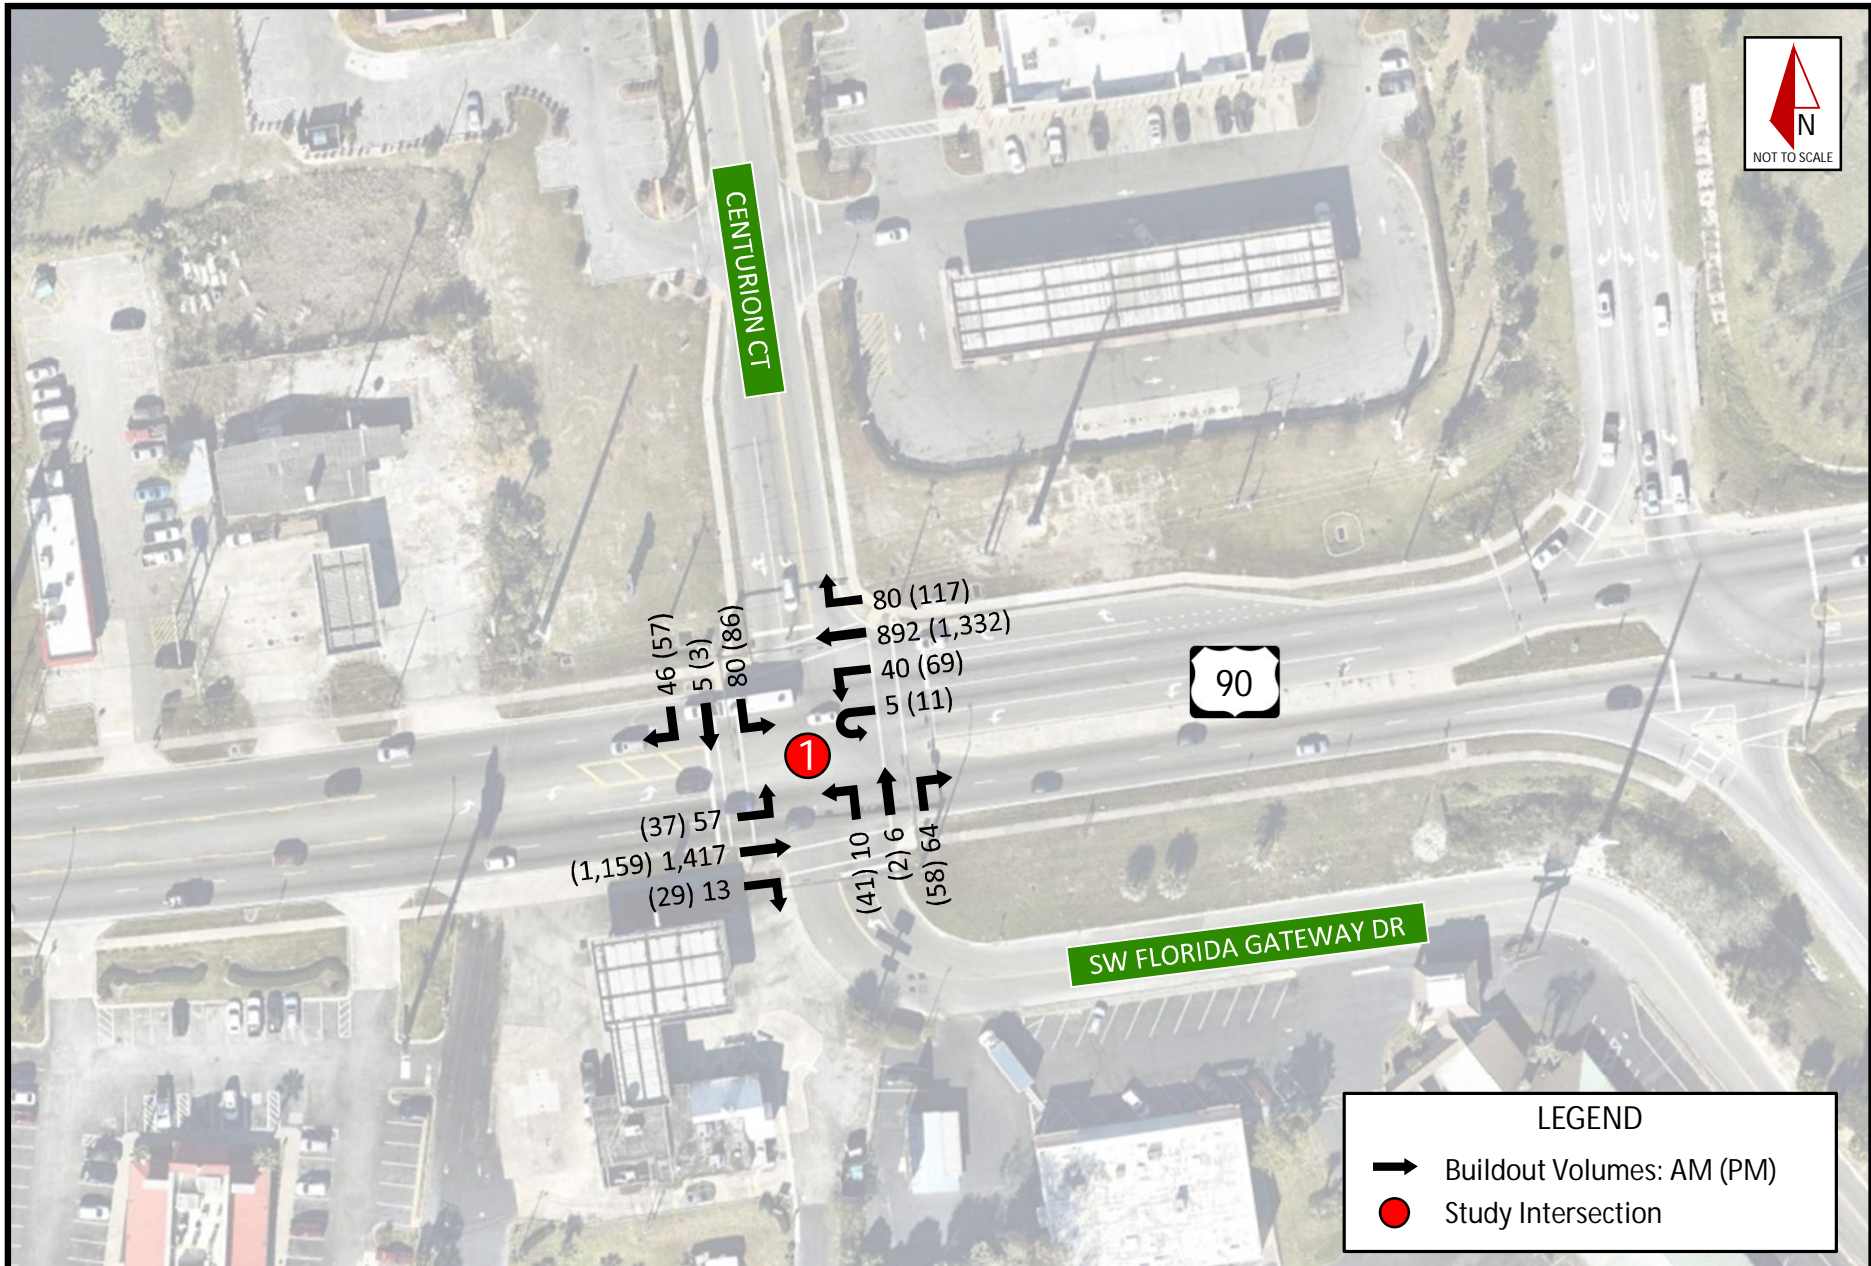 N
NOT TO SCALE
CENTURION CT
80 (117)
892 (1,332)
40 (69)
5 (11)
46 (57)
5 (3)
80 (86)
90
1
(37) 57
(1,159) 1,417
(29) 13
(41) 10
(2) 6
(58) 64
SW FLORIDA GATEWAY DR
LEGEND
Buildout Volumes: AM (PM)
Study Intersection